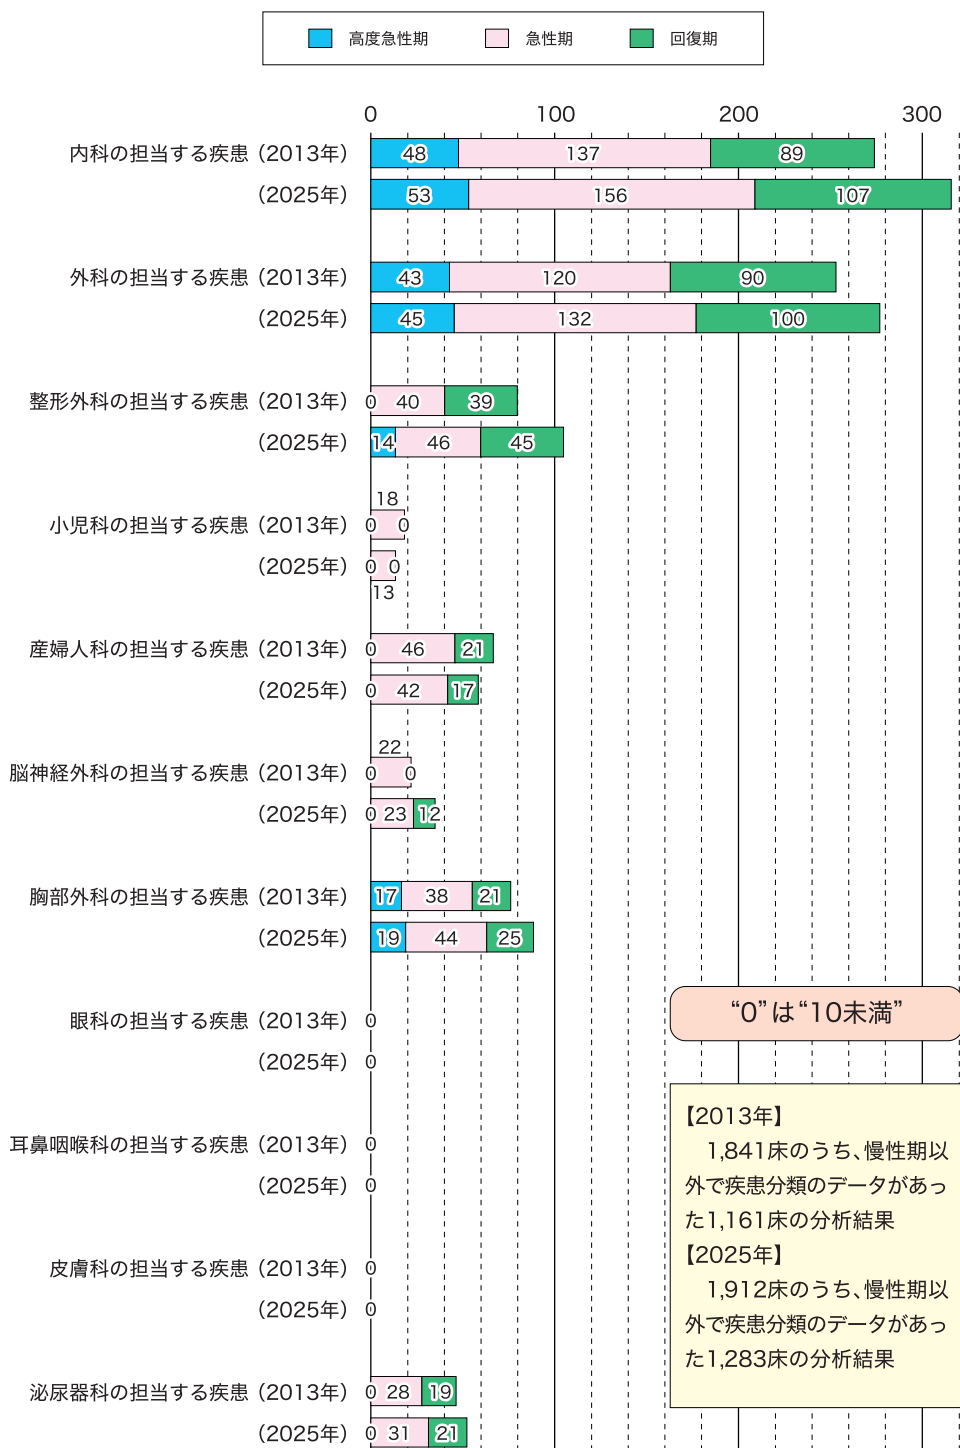 高度急性期 急性期 回復期
0 100 200 300
内科の担当する疾患（2013年） 48 137 89
（2025年） 53 156 107
外科の担当する疾患（2013年） 43 120 90
（2025年） 45 132 100
整形外科の担当する疾患（2013年） 0 40 39
（2025年） 14 46 45
18
小児科の担当する疾患（2013年） 0 0
（2025年） 0 0
13
産婦人科の担当する疾患（2013年） 0 46 21
（2025年） 0 42 17
22
脳神経外科の担当する疾患（2013年） 0 0
（2025年） 0 23 12
胸部外科の担当する疾患（2013年） 17 38 21
（2025年） 19 44 25
眼科の担当する疾患（2013年） 0
（2025年） 0
耳鼻咽喉科の担当する疾患（2013年） 0
（2025年） 0
皮膚科の担当する疾患（2013年） 0
（2025年） 0
泌尿器科の担当する疾患（2013年） 0 28 19
（2025年） 0 31 21
“0”は“10未満”
【2013年】
1,841床のうち、慢性期以
外で疾患分類のデータがあっ
た1,161床の分析結果
【2025年】
1,912床のうち、慢性期以
外で疾患分類のデータがあっ
た1,283床の分析結果